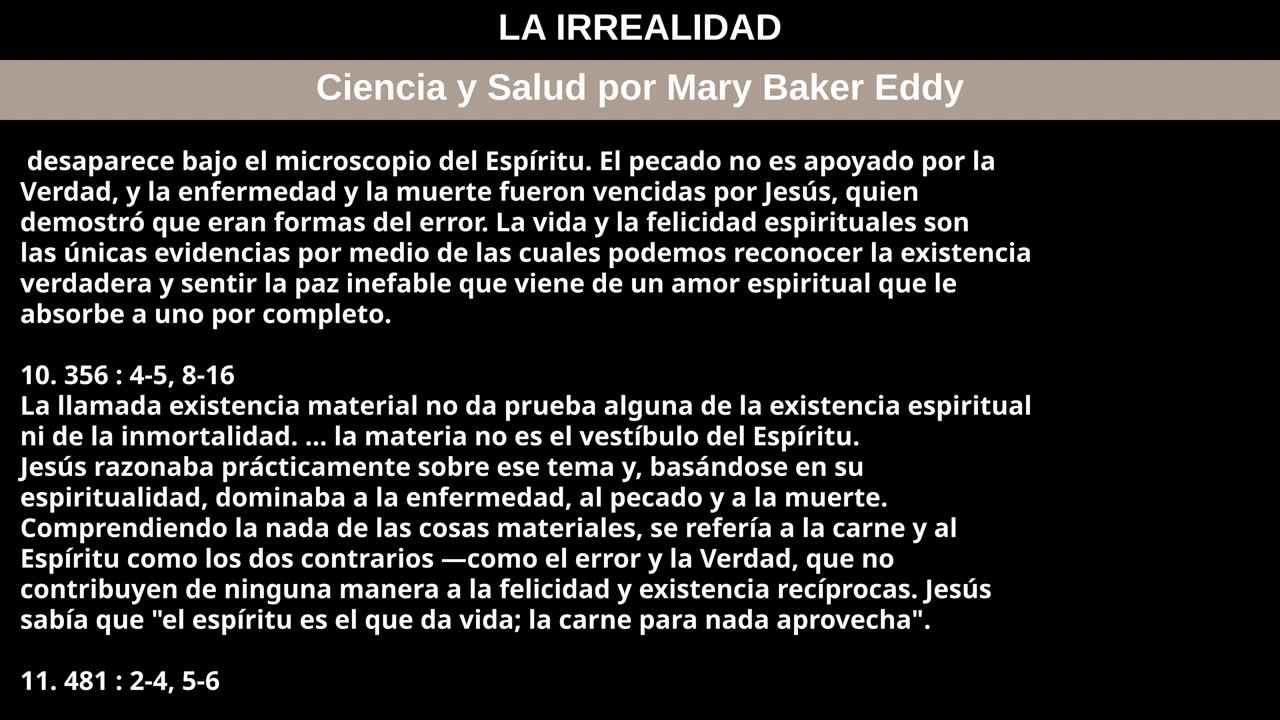 LA IRREALIDAD
Ciencia y Salud por Mary Baker Eddy
desaparece bajo el microscopio del Espíritu. El pecado no es apoyado por la
Verdad, y la enfermedad y la muerte fueron vencidas por Jesús, quien
demostró que eran formas del error. La vida y la felicidad espirituales son
las únicas evidencias por medio de las cuales podemos reconocer la existencia
verdadera y sentir la paz inefable que viene de un amor espiritual que le
absorbe a uno por completo.
10. 356 : 4-5, 8-16
La llamada existencia material no da prueba alguna de la existencia espiritual
ni de la inmortalidad. ... la materia no es el vestíbulo del Espíritu.
Jesús razonaba prácticamente sobre ese tema y, basándose en su
espiritualidad, dominaba a la enfermedad, al pecado y a la muerte.
Comprendiendo la nada de las cosas materiales, se refería a la carne y al
Espíritu como los dos contrarios —como el error y la Verdad, que no
contribuyen de ninguna manera a la felicidad y existencia recíprocas. Jesús
sabía que "el espíritu es el que da vida; la carne para nada aprovecha".
11. 481 : 2-4, 5-6